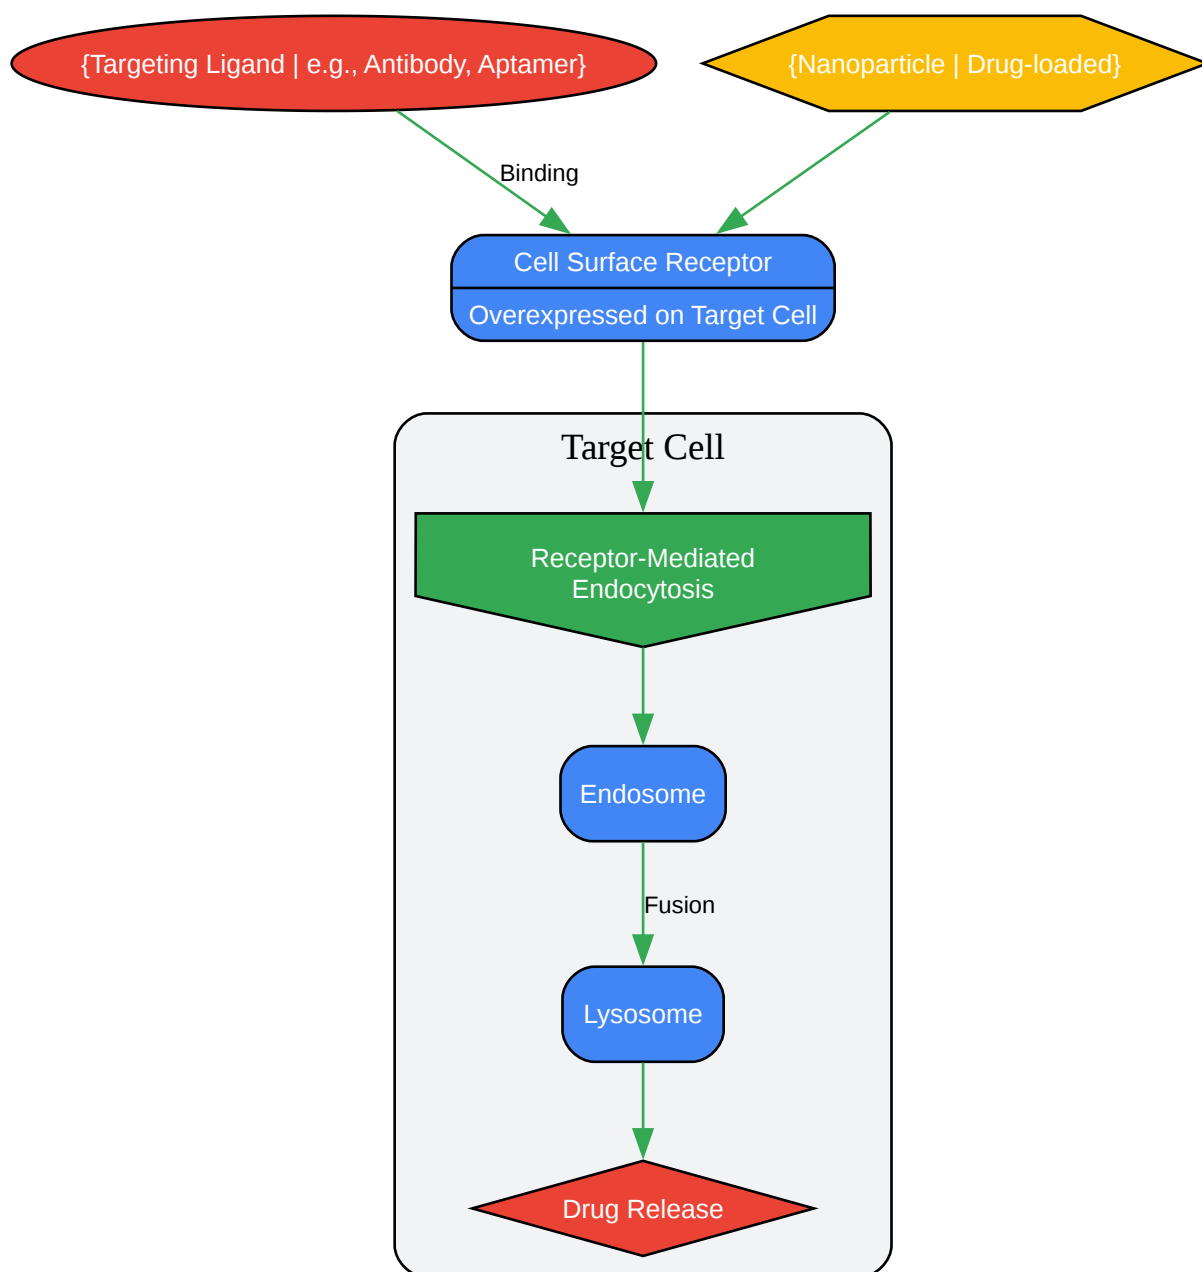 {Targeting Ligand | e.g., Antibody, Aptamer}
{Nanoparticle | Drug-loaded}
Binding
Cell Surface Receptor
Overexpressed on Target Cell
Target Cell
Receptor-Mediated
Endocytosis
Endosome
Fusion
Lysosome
Drug Release